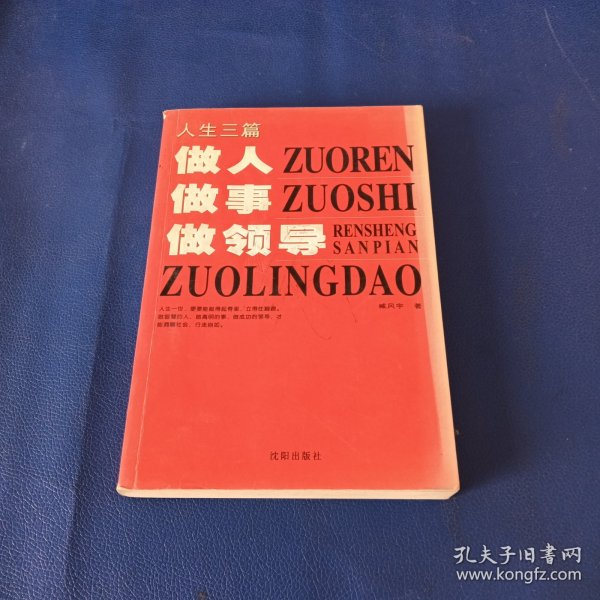 人生三篇
做人 ZUOREN
做事 ZUOSHI
做领导 RENSHENG
SANPIAN
ZUOLINGDAO
臧风宇 著
沈阳出版社
孔夫子旧书网
www.kongfz.com